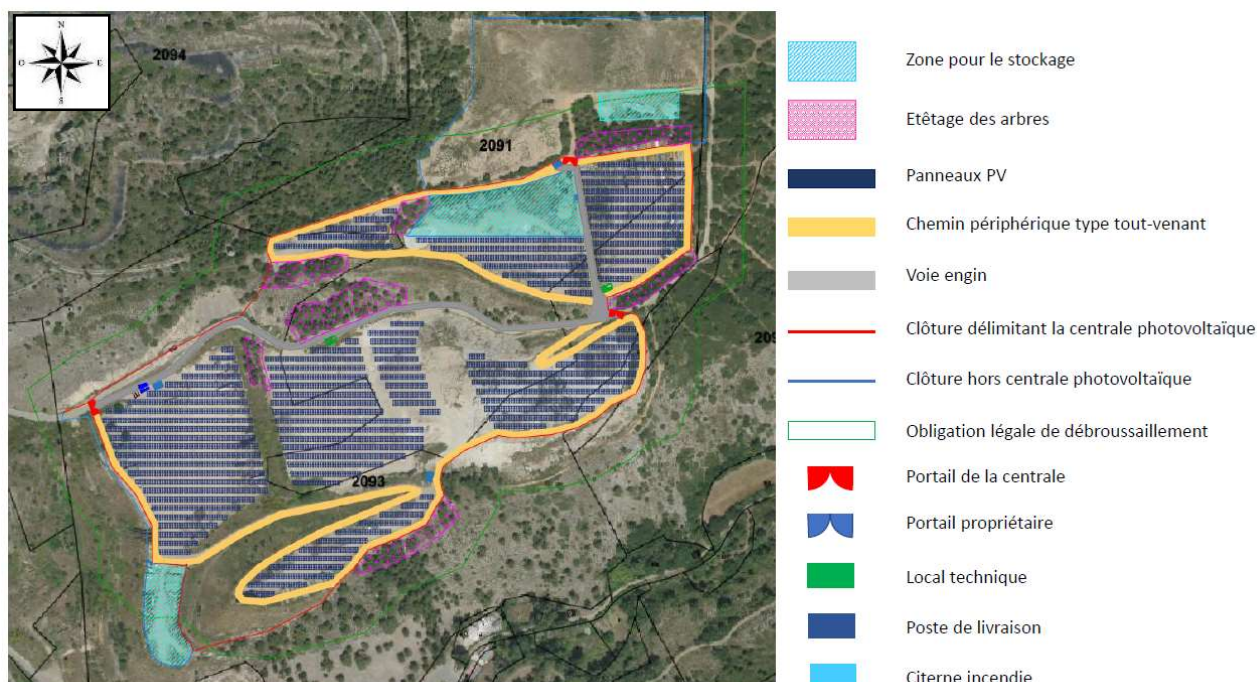 N
O
E
S
2094
2091
209
2093
Zone pour le stockage
Etêtage des arbres
Panneaux PV
Chemin périphérique type tout-venant
Voie engin
Clôture délimitant la centrale photovoltaïque
Clôture hors centrale photovoltaïque
Obligation légale de débroussaillement
Portail de la centrale
Portail propriétaire
Local technique
Poste de livraison
Citerne incendie